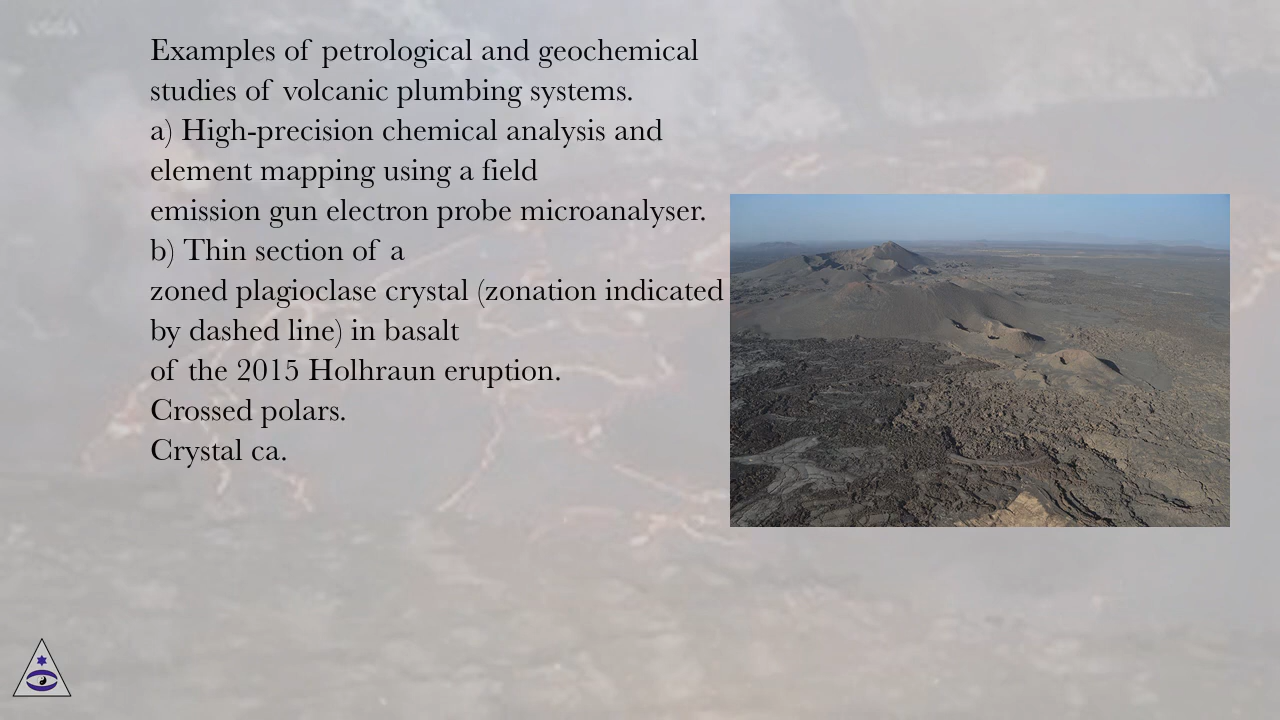 Examples of petrological and geochemical
studies of volcanic plumbing systems.
a) High-precision chemical analysis and
element mapping using a field
emission gun electron probe microanalyser.
b) Thin section of a
zoned plagioclase crystal (zonation indicated
by dashed line) in basalt
of the 2015 Holhraun eruption.
Crossed polars.
Crystal ca.